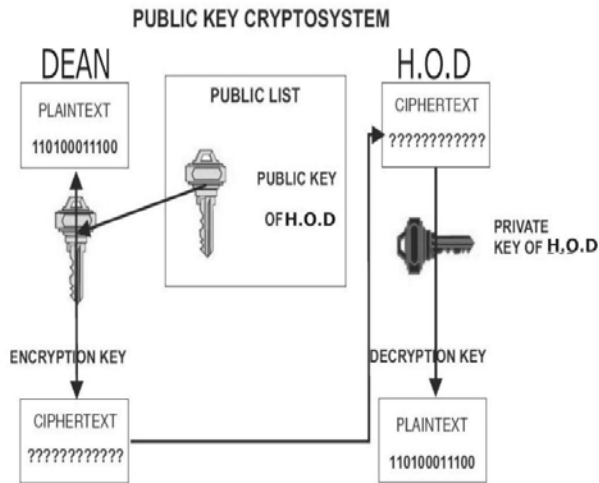 PUBLIC KEY CRYPTOSYSTEM
DEAN
PLAINTEXT
110100011100
ENCRYPTION KEY
CIPHERTEXT
????????????
PUBLIC LIST
PUBLIC KEY
OF H.O.D
H.O.D
CIPHERTEXT
????????????
PRIVATE
KEY OF H.O.D
DECRYPTION KEY
PLAINTEXT
110100011100